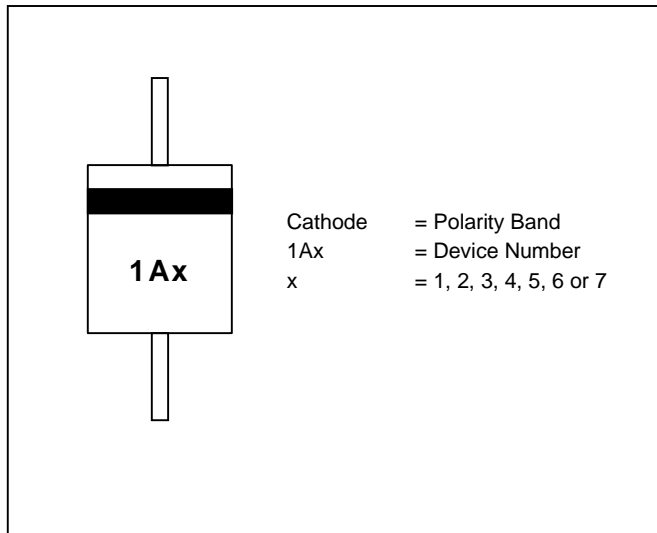 1Ax
Cathode = Polarity Band
1Ax = Device Number
x = 1, 2, 3, 4, 5, 6 or 7